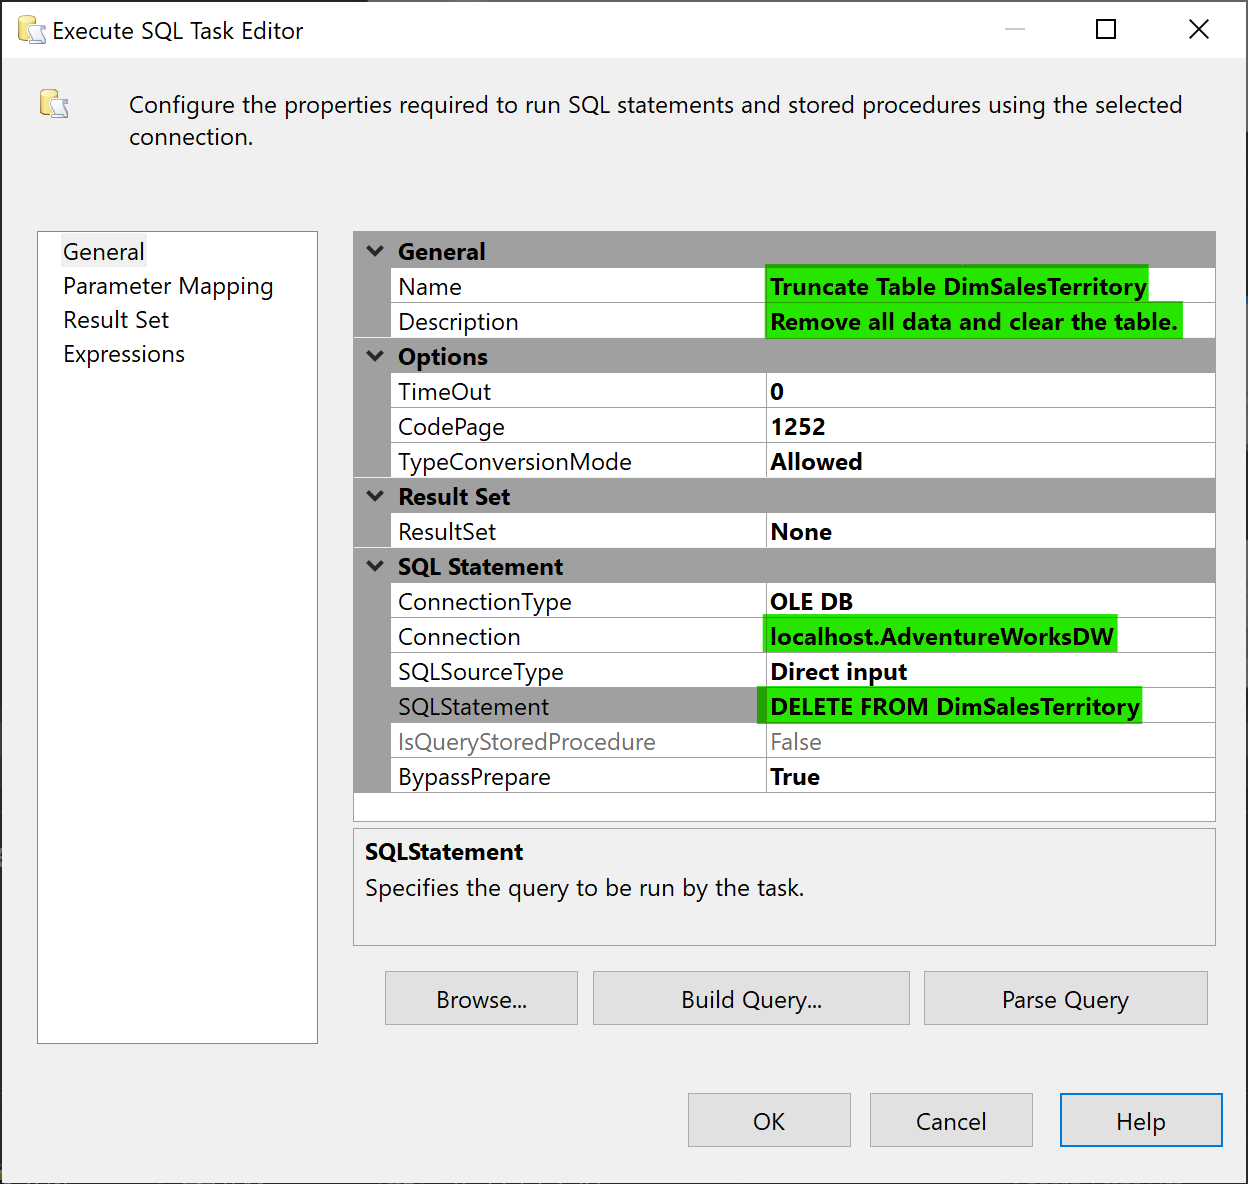 Execute SQL Task Editor
Configure the properties required to run SQL statements and stored procedures using the selected
connection.
General
Parameter Mapping
Result Set
Expressions
General
Name Truncate Table DimSalesTerritory
Description Remove all data and clear the table.
Options
TimeOut 0
CodePage 1252
TypeConversionMode Allowed
Result Set
ResultSet None
SQL Statement
ConnectionType OLE DB
Connection localhost.AdventureWorksDW
SQLSourceType Direct input
SQLStatement DELETE FROM DimSalesTerritory
IsQueryStoredProcedure False
BypassPrepare True
SQLStatement
Specifies the query to be run by the task.
Browse... Build Query... Parse Query
OK Cancel Help